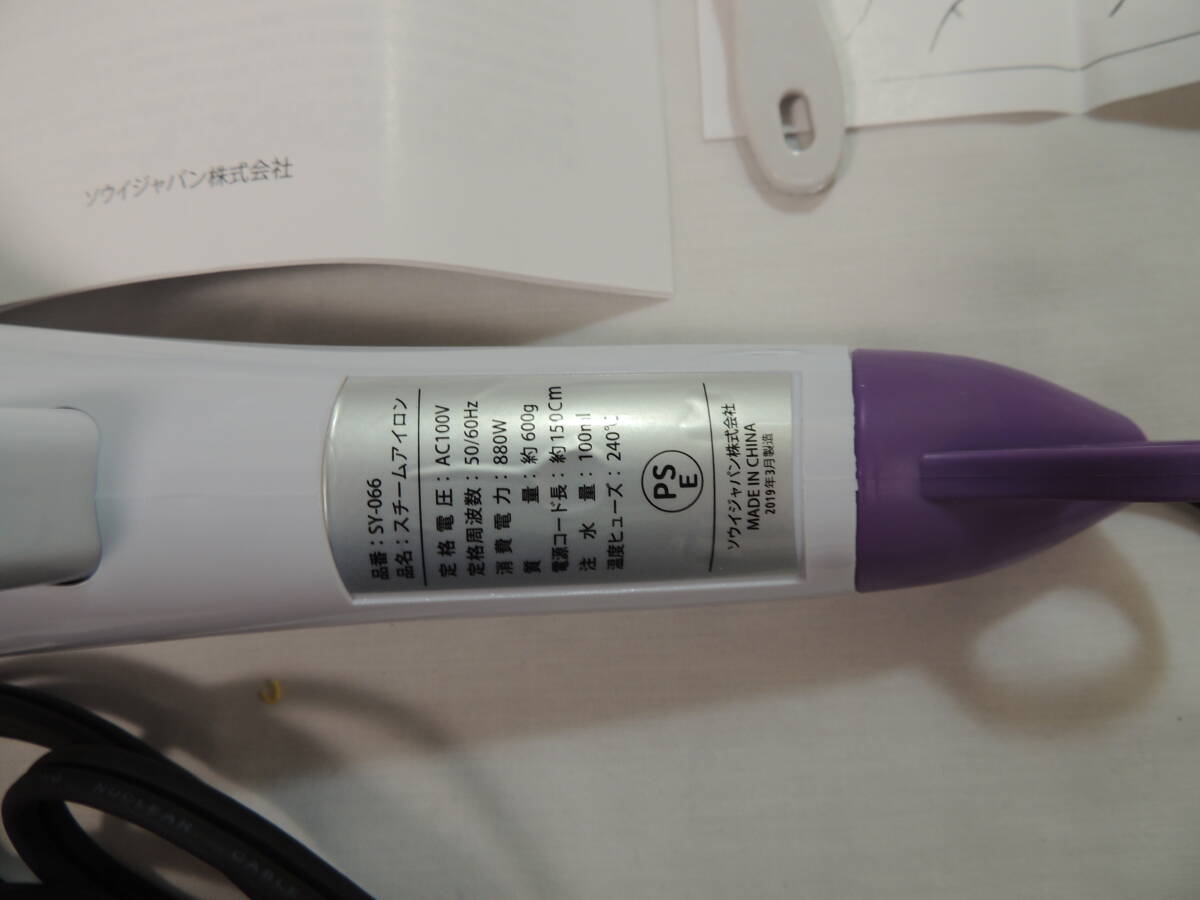 ソウイジャパン株式会社
品番：SY-066
品名：スチームアイロン
定格電圧：AC100V
定格周波数：50/60Hz
消費電力：880W
質量：約600g
電源コード長：約150Cm
注水量：100ml
温度ヒューズ：240℃
PS
E
ソウイジャパン株式会社
MADE IN CHINA
2019年3月製造
NUCLEAR
CABLE